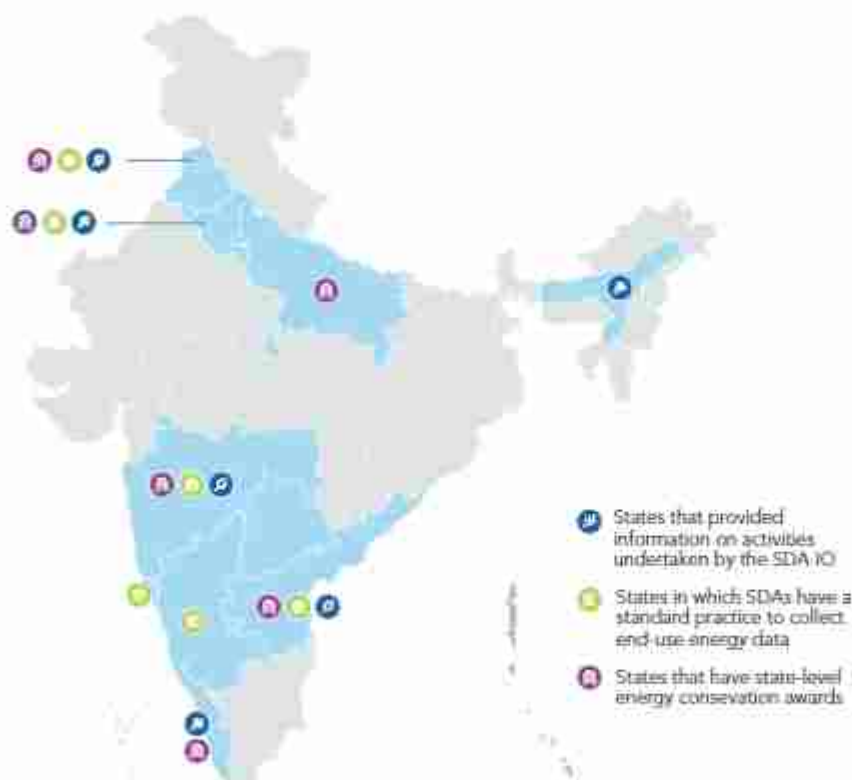 States that provided
information on activities
undertaken by the SDA IO
States in which SDAs have a
standard practice to collect
end-use energy data
States that have state-level
energy consevation awards